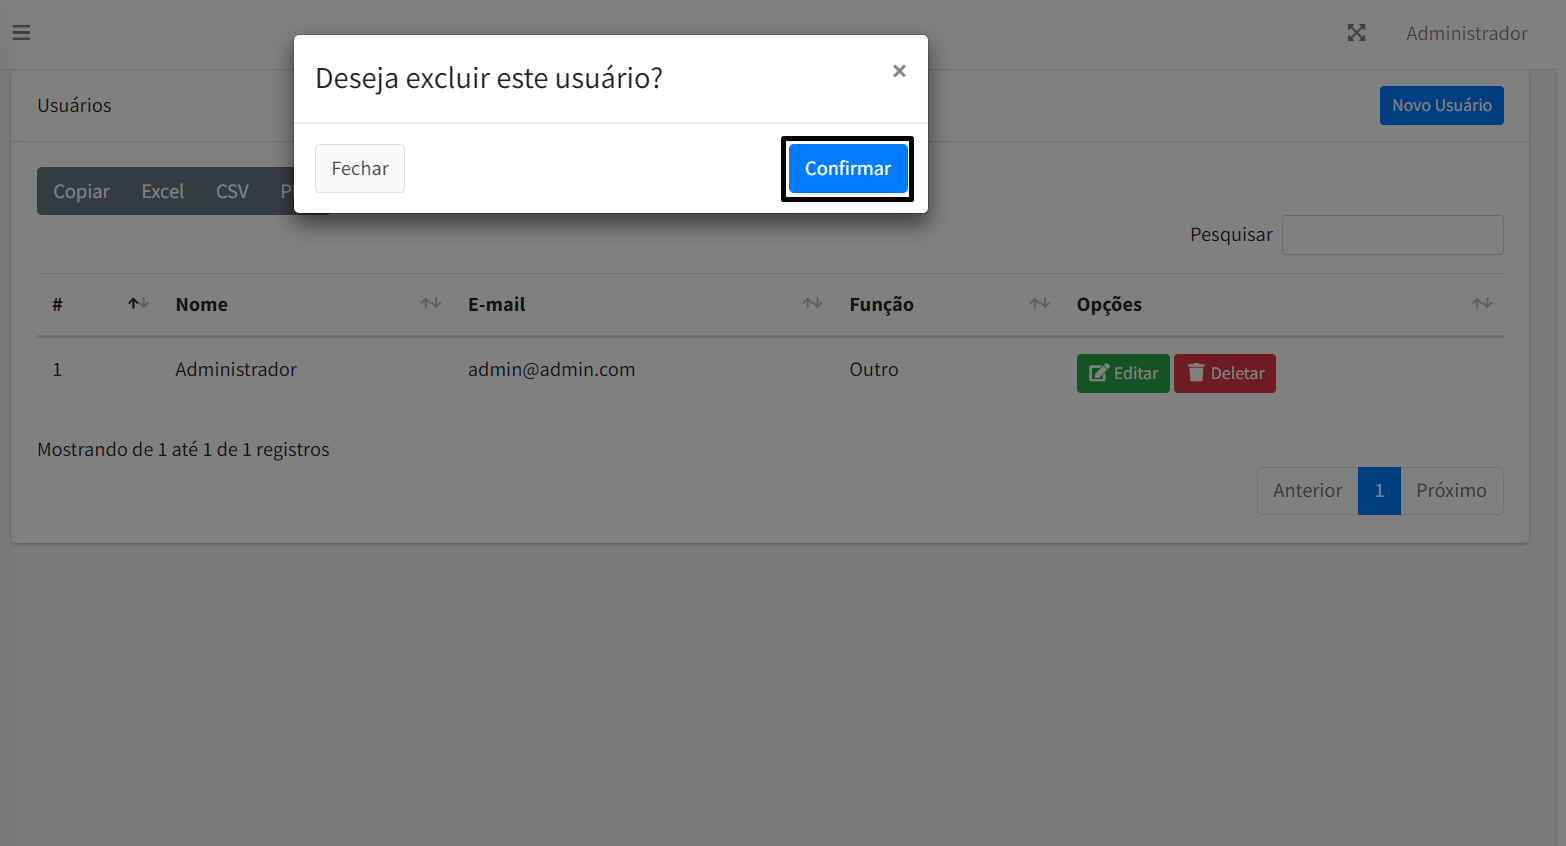 Administrador
Deseja excluir este usuário? ×
Usuários
Novo Usuário
Fechar Confirmar
Copiar Excel CSV
Pesquisar
# Nome E-mail Função Opções
1 Administrador admin@admin.com Outro Editar Deletar
Mostrando de 1 até 1 de 1 registros
Anterior 1 Próximo